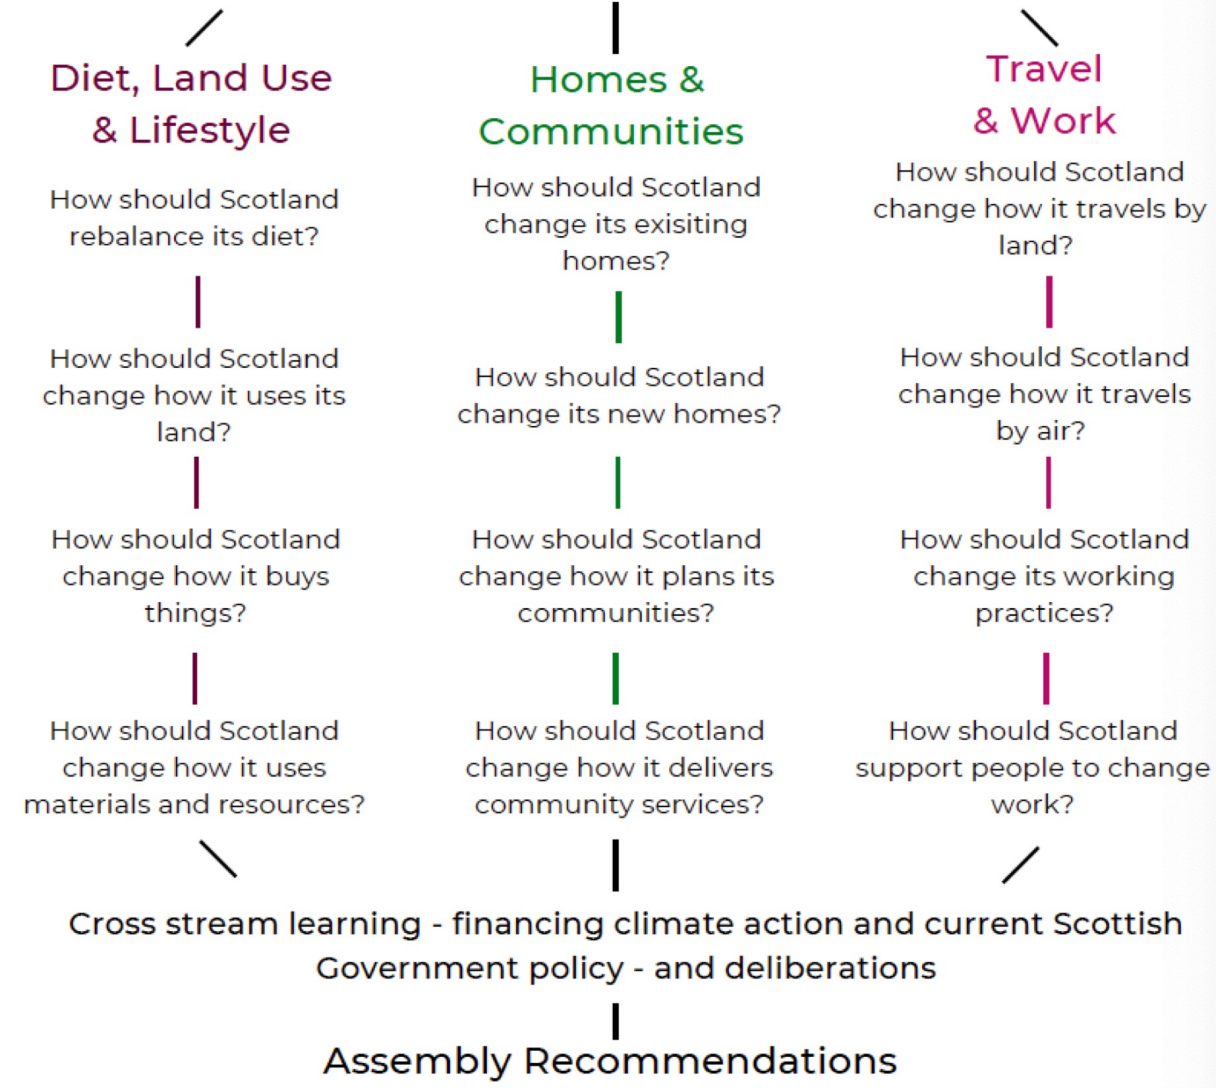 Diet, Land Use
& Lifestyle
How should Scotland
rebalance its diet?
How should Scotland
change how it uses its
land?
How should Scotland
change how it buys
things?
How should Scotland
change how it uses
materials and resources?
Homes &
Communities
How should Scotland
change its exisiting
homes?
How should Scotland
change its new homes?
How should Scotland
change how it plans its
communities?
How should Scotland
change how it delivers
community services?
Travel
& Work
How should Scotland
change how it travels by
land?
How should Scotland
change how it travels
by air?
How should Scotland
change its working
practices?
How should Scotland
support people to change
work?
Cross stream learning - financing climate action and current Scottish
Government policy - and deliberations
Assembly Recommendations